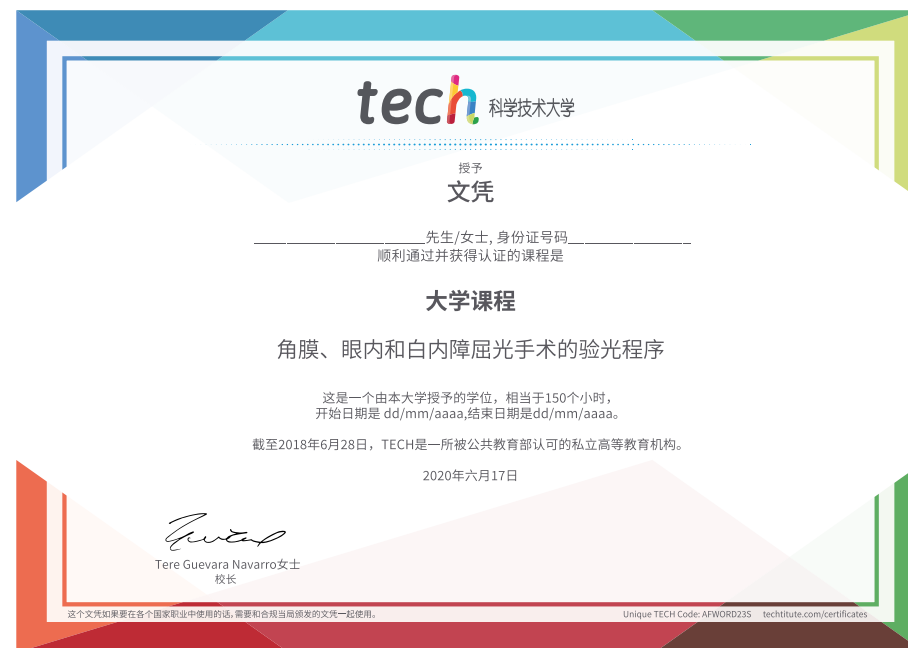 tech 科学技术大学
授予
文凭
______________________先生/女士, 身份证号码________________
顺利通过并获得认证的课程是
大学课程
角膜、眼内和白内障屈光手术的验光程序
这是一个由本大学授予的学位，相当于150个小时，
开始日期是 dd/mm/aaaa,结束日期是dd/mm/aaaa。
截至2018年6月28日，TECH是一所被公共教育部认可的私立高等教育机构。
2020年六月17日
Tere Guevara Navarro女士
校长
这个文凭如果要在各个国家职业中使用的话,需要和合规当局颁发的文凭一起使用。
Unique TECH Code: AFWORD23S techtitute.com/certificates